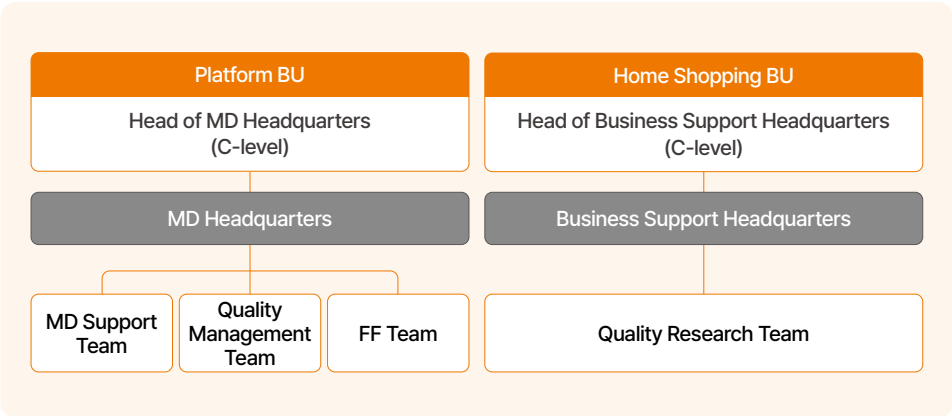 Platform BU
Head of MD Headquarters
(C-level)
MD Headquarters
MD Support
Team
Quality
Management
Team
FF Team
Home Shopping BU
Head of Business Support Headquarters
(C-level)
Business Support Headquarters
Quality Research Team